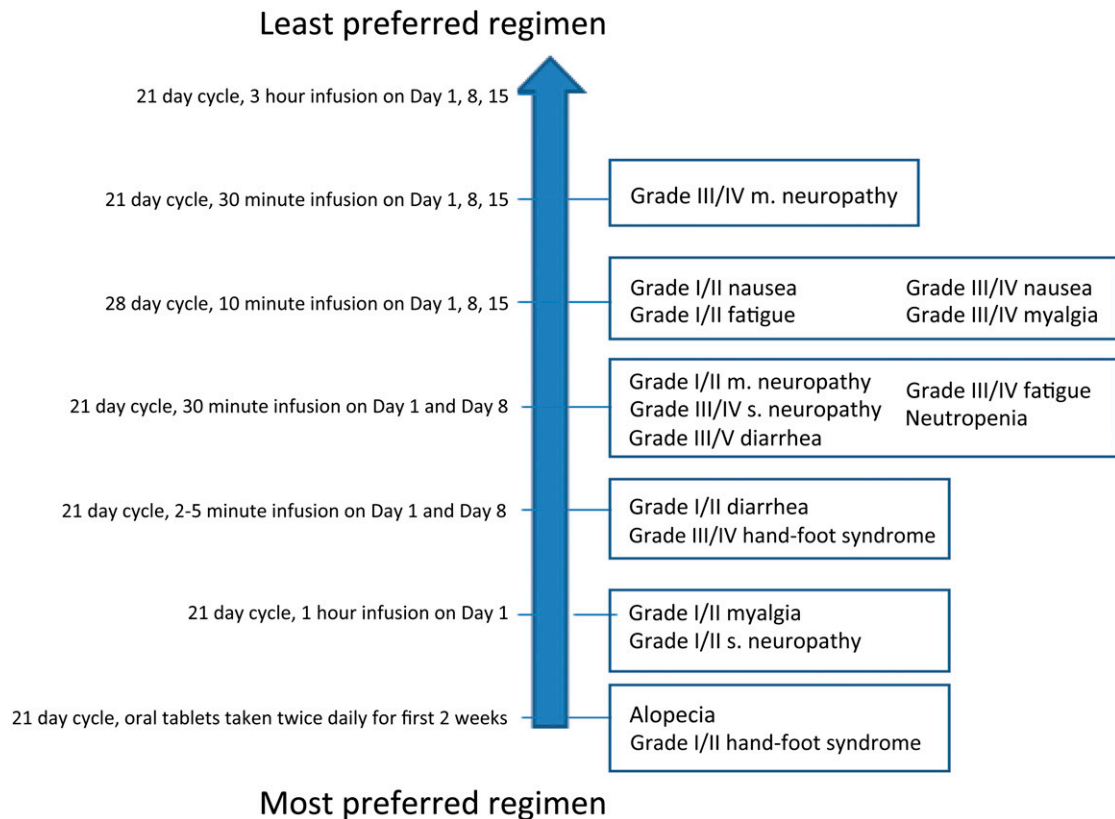 Least preferred regimen
21 day cycle, 3 hour infusion on Day 1, 8, 15
21 day cycle, 30 minute infusion on Day 1, 8, 15
Grade III/IV m. neuropathy
28 day cycle, 10 minute infusion on Day 1, 8, 15
Grade I/II nausea
Grade I/II fatigue
Grade III/IV nausea
Grade III/IV myalgia
21 day cycle, 30 minute infusion on Day 1 and Day 8
Grade I/II m. neuropathy
Grade III/IV s. neuropathy
Grade III/V diarrhea
Grade III/IV fatigue
Neutropenia
21 day cycle, 2-5 minute infusion on Day 1 and Day 8
Grade I/II diarrhea
Grade III/IV hand-foot syndrome
21 day cycle, 1 hour infusion on Day 1
Grade I/II myalgia
Grade I/II s. neuropathy
21 day cycle, oral tablets taken twice daily for first 2 weeks
Alopecia
Grade I/II hand-foot syndrome
Most preferred regimen